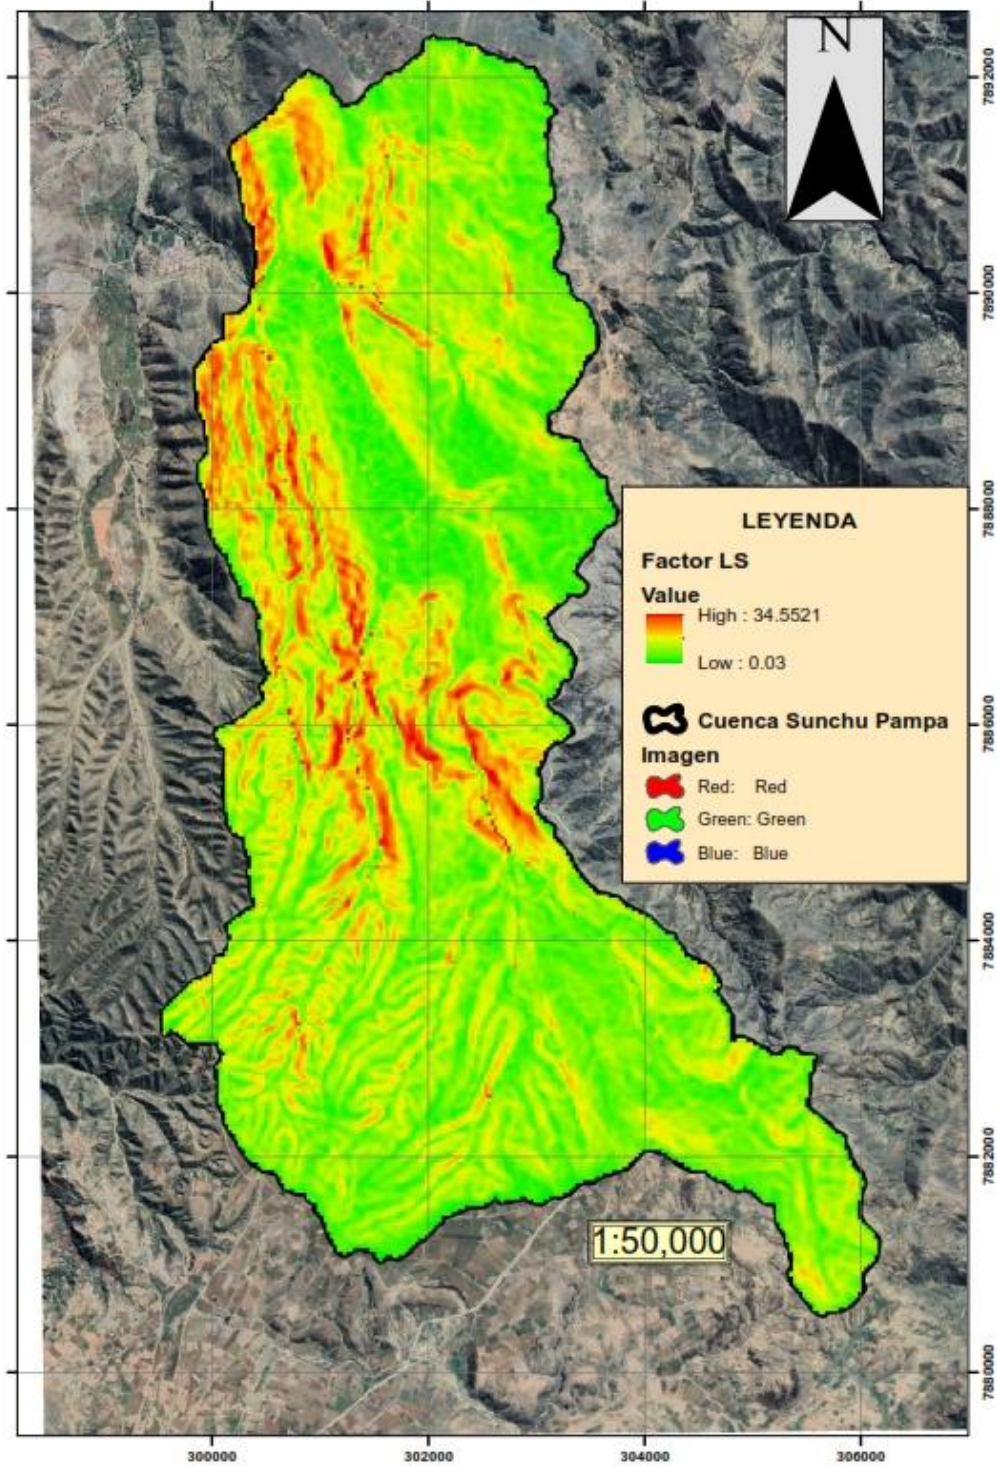 N
7892000
7890000
7888000
LEYENDA
Factor LS
Value
High : 34.5521
Low : 0.03
Cuenca Sunchu Pampa
Imagen
Red: Red
Green: Green
Blue: Blue
7886000
7884000
7882000
1:50,000
7880000
300000
302000
304000
306000